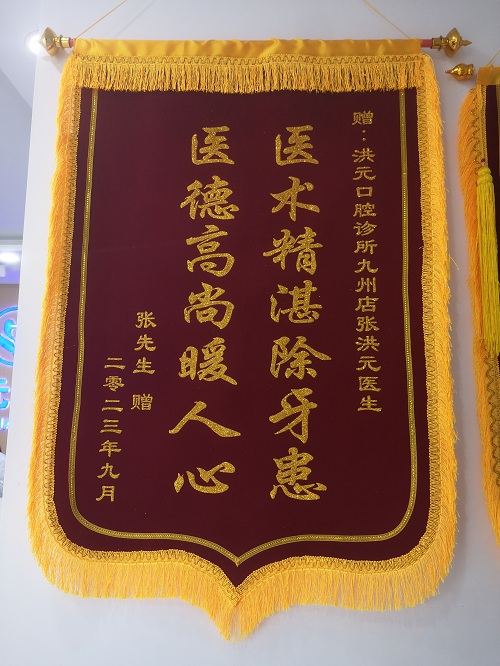 赠：洪元口腔诊所九州店张洪元医生
医术精湛除牙患
医德高尚暖人心
张先生 赠
二零二三年九月